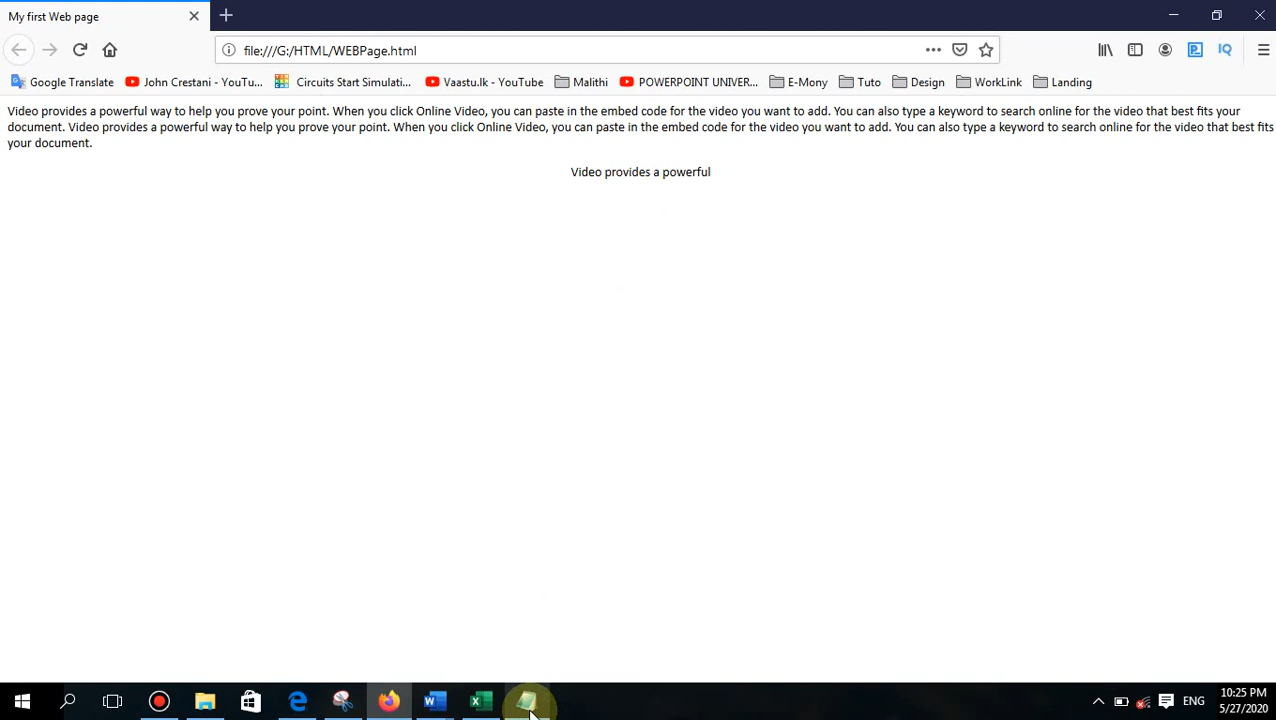 My first Web page
file:///G:/HTML/WEBPage.html
Google Translate John Crestani - YouTu... Circuits Start Simulati... Vaastu.lk - YouTube Malithi POWERPOINT UNIVER... E-Mony Tuto Design WorkLink Landing
Video provides a powerful way to help you prove your point. When you click Online Video, you can paste in the embed code for the video you want to add. You can also type a keyword to search online for the video that best fits your
document. Video provides a powerful way to help you prove your point. When you click Online Video, you can paste in the embed code for the video you want to add. You can also type a keyword to search online for the video that best fits
your document.
Video provides a powerful
ENG
10:25 PM
5/27/2020